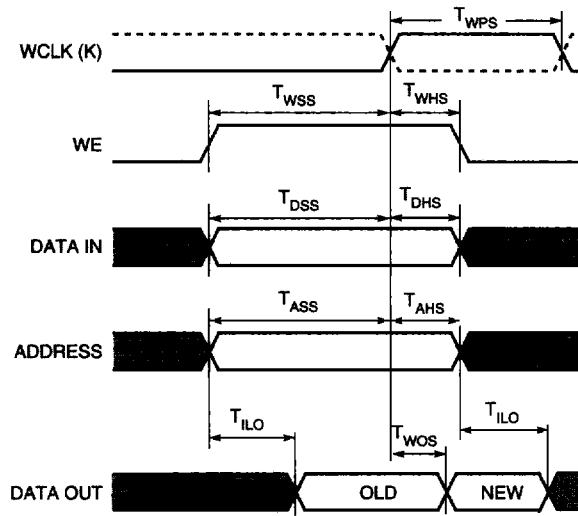 T_WPS
WCLK (K)
T_WSS T_WHS
WE
T_DSS T_DHS
DATA IN
T_ASS T_AHS
ADDRESS
T_ILO T_WOS T_ILO
DATA OUT OLD NEW